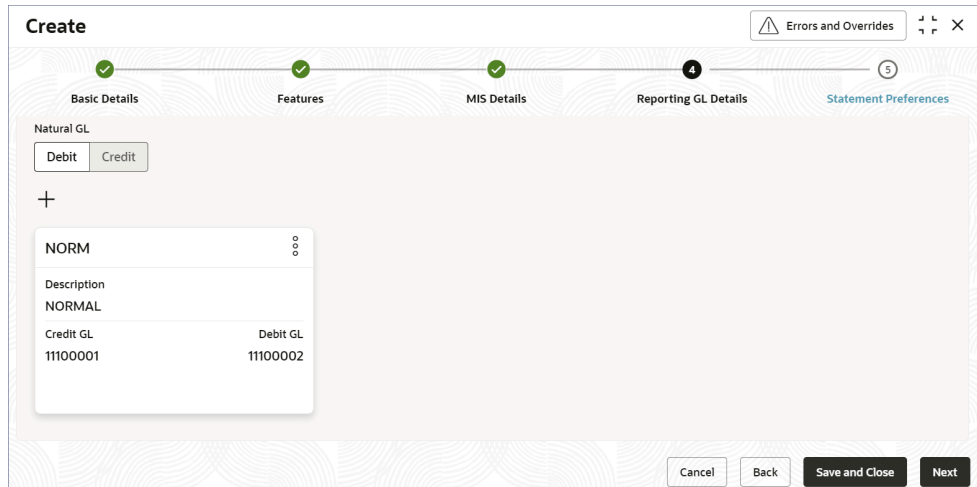 Create
Errors and Overrides
4
5
Basic Details
Features
MIS Details
Reporting GL Details
Statement Preferences
Natural GL
Debit
Credit
NORM
Description
NORMAL
Credit GL
Debit GL
11100001
11100002
Cancel
Back
Save and Close
Next